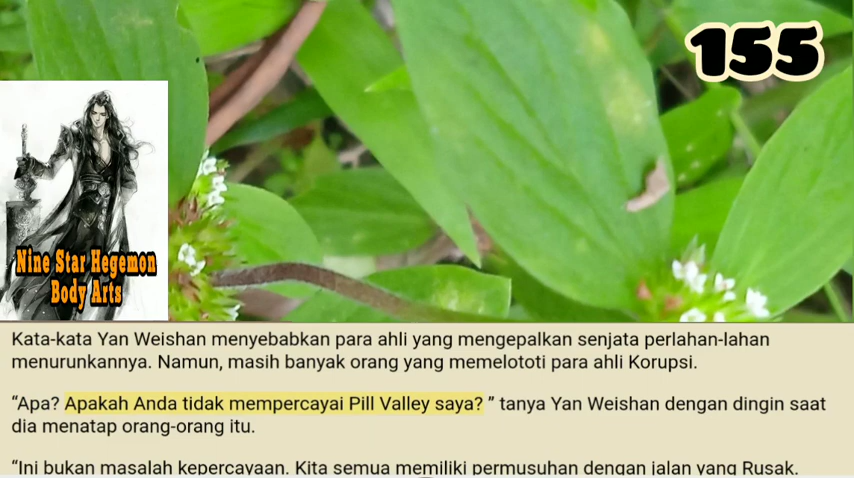 155
Nine Star Hegemon
Body Arts
Kata-kata Yan Weishan menyebabkan para ahli yang mengepalkan senjata perlahan-lahan
menurunkannya. Namun, masih banyak orang yang memelototi para ahli Korupsi.
“Apa? Apakah Anda tidak mempercayai Pill Valley saya? ” tanya Yan Weishan dengan dingin saat
dia menatap orang-orang itu.
“Ini bukan masalah kepercayaan. Kita semua memiliki permusuhan dengan jalan yang Rusak.